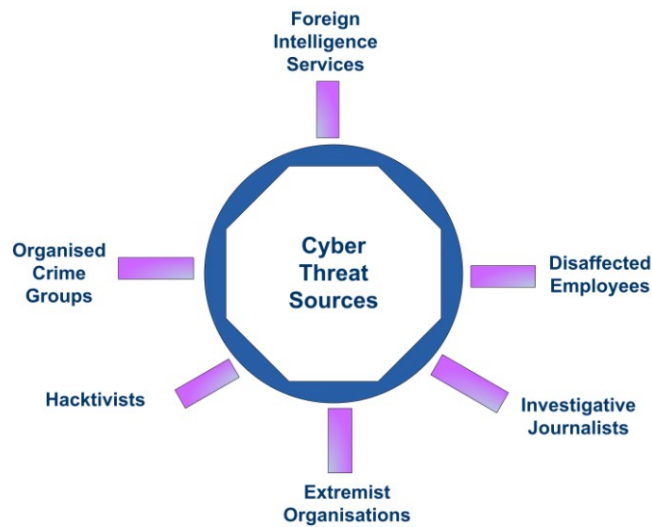 Foreign
Intelligence
Services
Organised
Crime
Groups
Cyber
Threat
Sources
Disaffected
Employees
Hacktivists
Investigative
Journalists
Extremist
Organisations